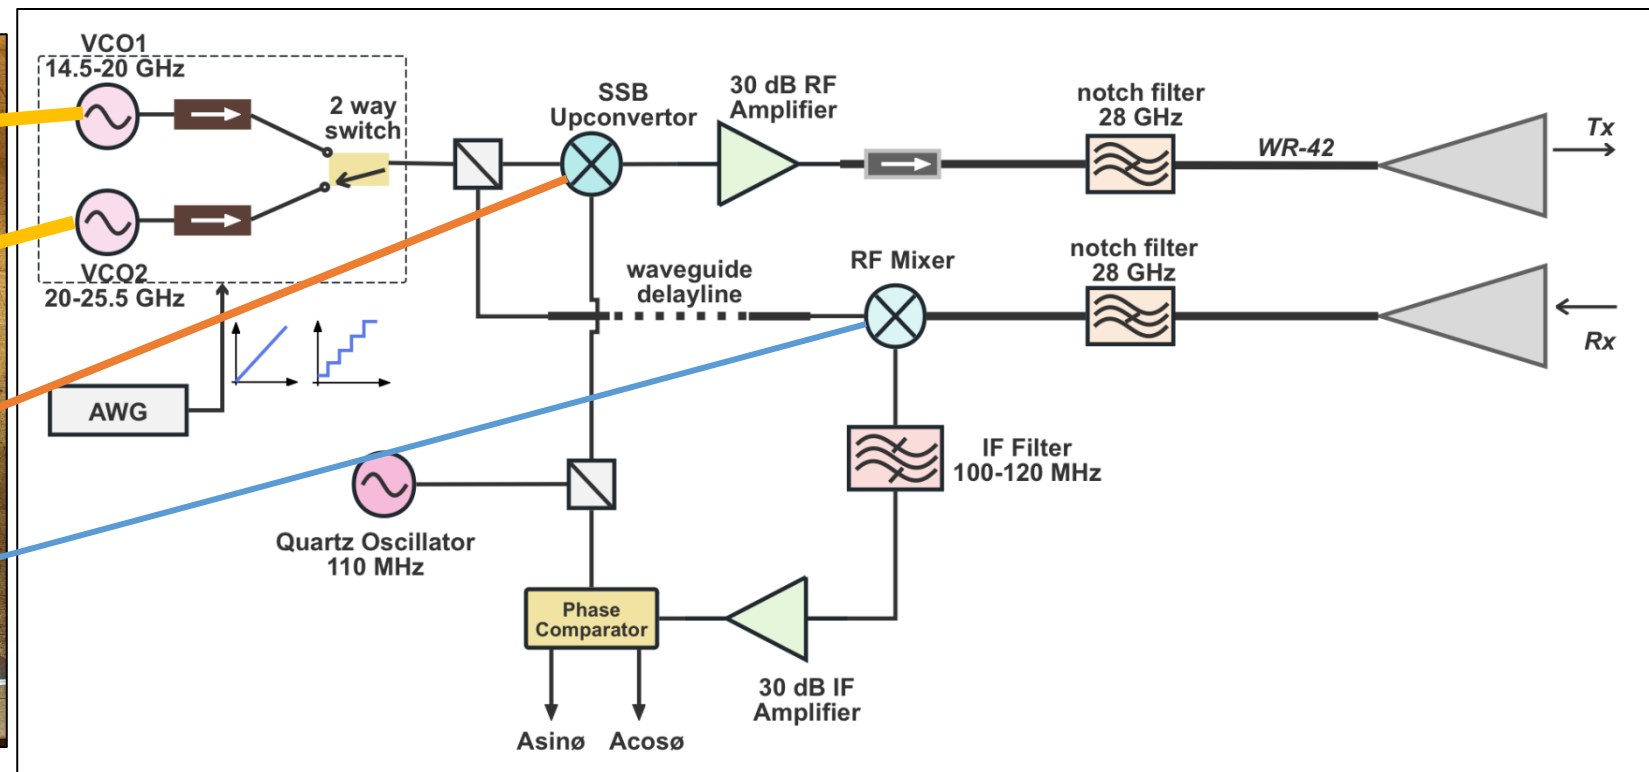 VCO1
14.5-20 GHz
2 way
switch
VCO2
20-25.5 GHz
AWG
SSB
Upconvertor
30 dB RF
Amplifier
notch filter
28 GHz
WR-42
Tx
waveguide
delayline
RF Mixer
notch filter
28 GHz
Rx
IF Filter
100-120 MHz
Quartz Oscillator
110 MHz
Phase
Comparator
30 dB IF
Amplifier
Asinø Acosø